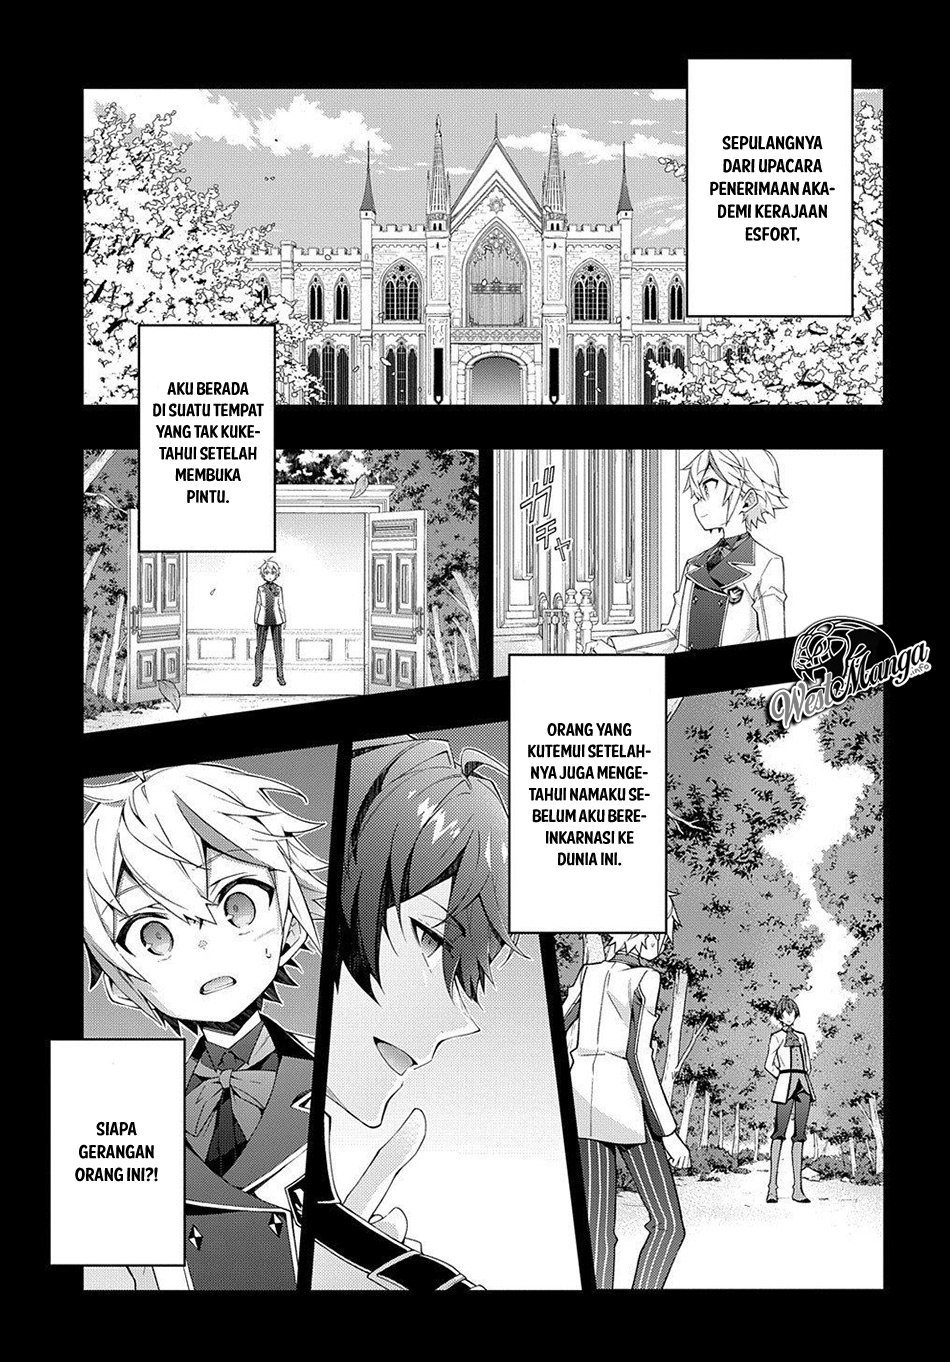 SEPULANGNYA
DARI UPACARA
PENERIMAAN AKA-
DEMI KERAJAAN
ESFORT.
AKU BERADA
DI SUATU TEMPAT
YANG TAK KUKE-
TAHUI SETELAH
MEMBUKA
PINTU.
ガチャ
WestManga
.INFO
ORANG YANG
KUTEMUI SETELAH-
NYA JUGA MENGE-
TAHUI NAMAKU SE-
BELUM AKU BERE-
INKARNASI KE
DUNIA INI.
SIAPA
GERANGAN
ORANG INI?!